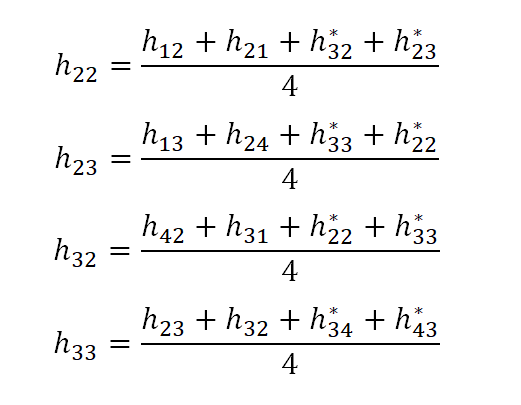 h₂₂ = (h₁₂ + h₂₁ + h*₃₂ + h*₂₃) / 4
h₂₃ = (h₁₃ + h₂₄ + h*₃₃ + h*₂₂) / 4
h₃₂ = (h₄₂ + h₃₁ + h*₂₂ + h*₃₃) / 4
h₃₃ = (h₂₃ + h₃₂ + h*₃₄ + h*₄₃) / 4